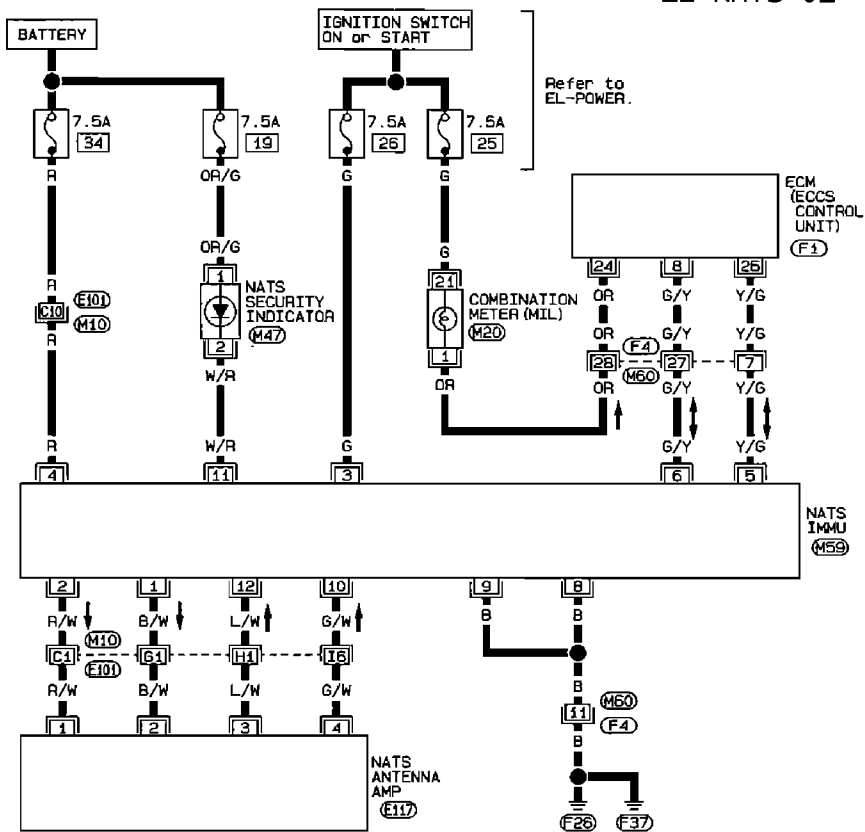 BATTERY
IGNITION SWITCH
ON or START
Refer to
EL-POWER.
7.5A
34
7.5A
19
7.5A
26
7.5A
25
R
OR/G
G
G
ECM
(ECCS
CONTROL
UNIT)
F1
OR/G
G
24
8
26
R
1
21
OR
G/Y
Y/G
C10
E101
M10
NATS
SECURITY
INDICATOR
M47
COMBINATION
METER (MIL)
M20
OR
G/Y
Y/G
R
2
1
28
F4
M60
27
7
W/R
OR
OR
G/Y
Y/G
R
W/R
G
G/Y
Y/G
4
11
3
6
5
NATS
IMMU
M59
2
1
12
10
9
8
R/W
B/W
L/W
G/W
B
B
M10
E101
C1
G1
H1
I6
R/W
B/W
L/W
G/W
B
1
2
3
4
11
M60
F4
B
NATS
ANTENNA
AMP
E117
F26
F37